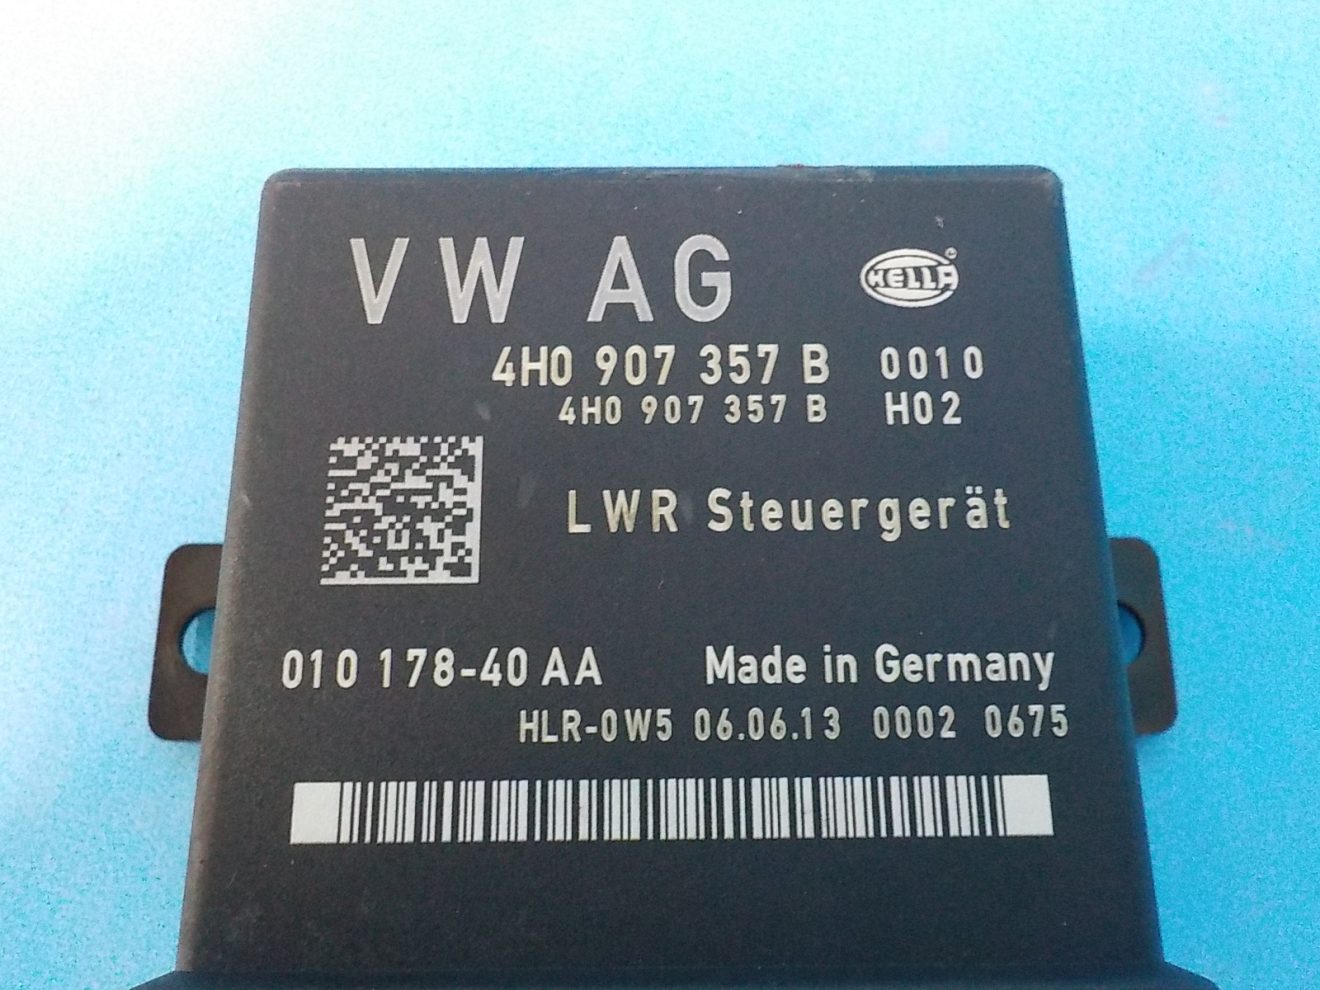 VW AG
HELLA
4H0 907 357 B 0010
4H0 907 357 B H02
LWR Steuergerät
010 178-40 AA Made in Germany
HLR-0W5 06.06.13 0002 0675